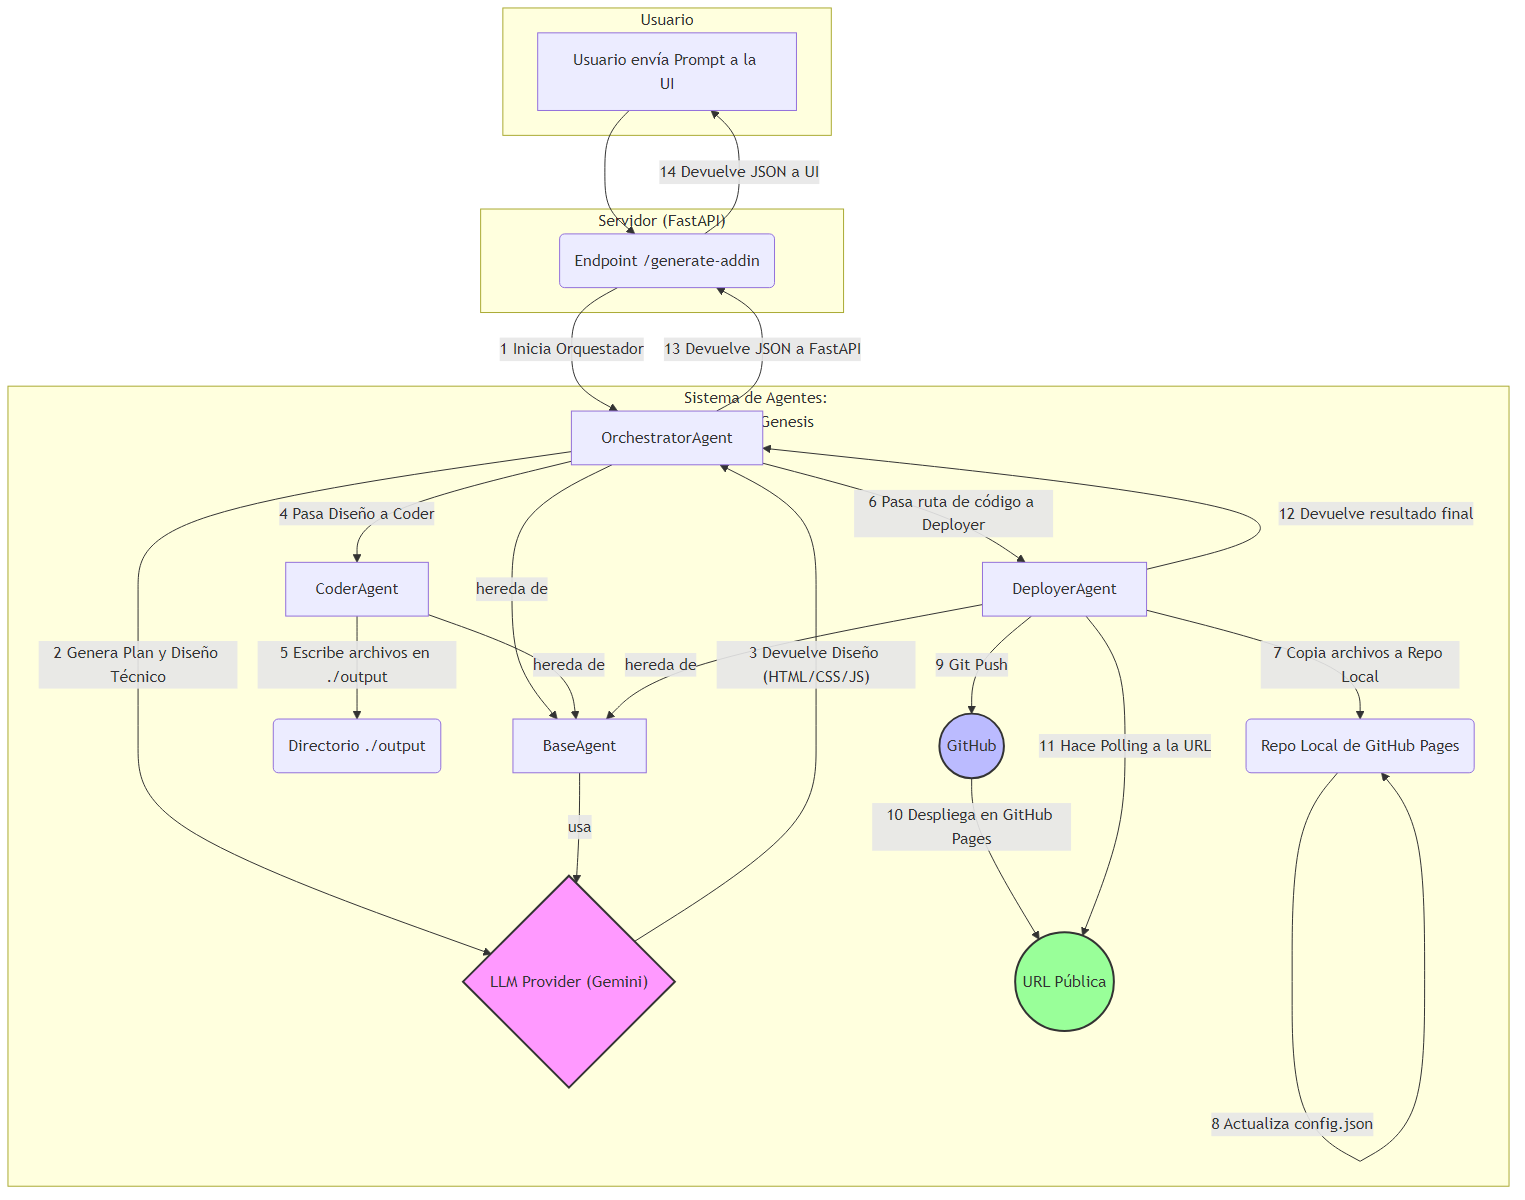 Usuario
Usuario envía Prompt a la
UI
14 Devuelve JSON a UI
Servidor (FastAPI)
Endpoint /generate-addin
1 Inicia Orquestador
13 Devuelve JSON a FastAPI
Sistema de Agentes:
Genesis
OrchestratorAgent
4 Pasa Diseño a Coder
6 Pasa ruta de código a
Deployer
12 Devuelve resultado final
CoderAgent
hereda de
DeployerAgent
2 Genera Plan y Diseño
Técnico
5 Escribe archivos en
./output
hereda de
hereda de
3 Devuelve Diseño
(HTML/CSS/JS)
9 Git Push
7 Copia archivos a Repo
Local
Directorio ./output
BaseAgent
GitHub
11 Hace Polling a la URL
Repo Local de GitHub Pages
usa
10 Despliega en GitHub
Pages
LLM Provider (Gemini)
URL Pública
8 Actualiza config.json